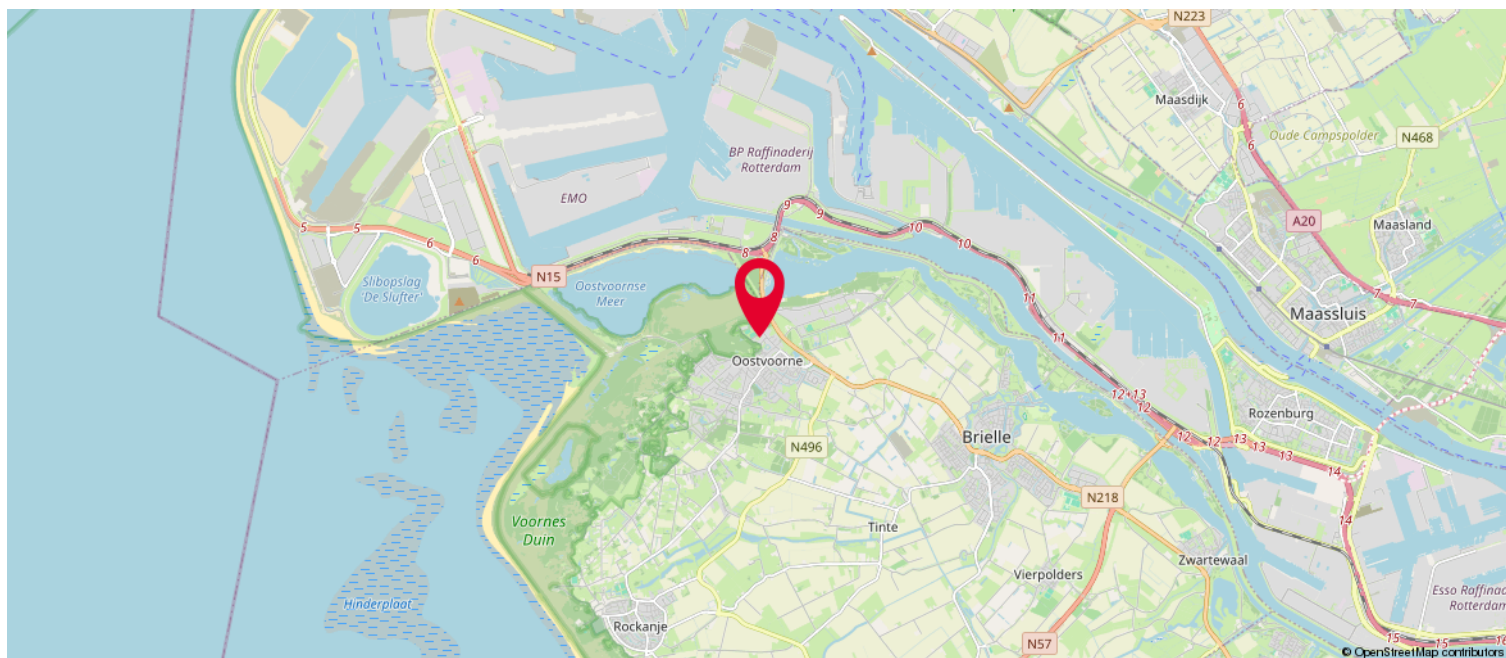 N223
Maasdijk
6
6
Oude Campspolder
N468
BP Raffinaderij
Rotterdam
EMO
9
9
8
8
10
10
A20
Maasland
5
5
6
6
N15
Slibopslag
'De Slufter'
Oostvoornse
Meer
11
11
7
7
Maassluis
Oostvoorne
12+13
12
Rozenburg
Brielle
N496
12
12
13
13
13
14
14
N218
Voornes
Duin
Tinte
Zwartewaal
Vierpolders
Hinderplaat
Rockanje
N57
Esso Raffinad
Rotterdam
15
15
16
© OpenStreetMap contributors